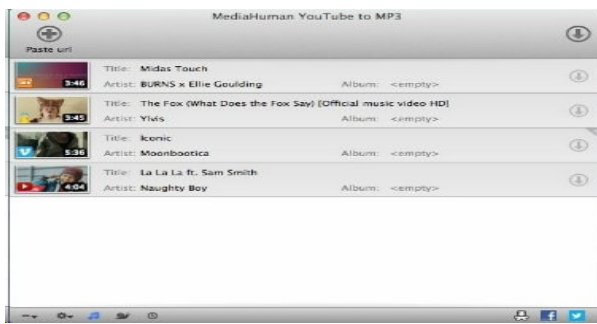 MediaHuman YouTube to MP3
Paste url
3:46
Title: Midas Touch
Artist: BURNS x Ellie Goulding Album: <empty>
3:45
Title: The Fox (What Does the Fox Say) [Official music video HD]
Artist: Ylvis Album: <empty>
5:36
Title: Iconic
Artist: Moonbootica Album: <empty>
4:04
Title: La La La ft. Sam Smith
Artist: Naughty Boy Album: <empty>